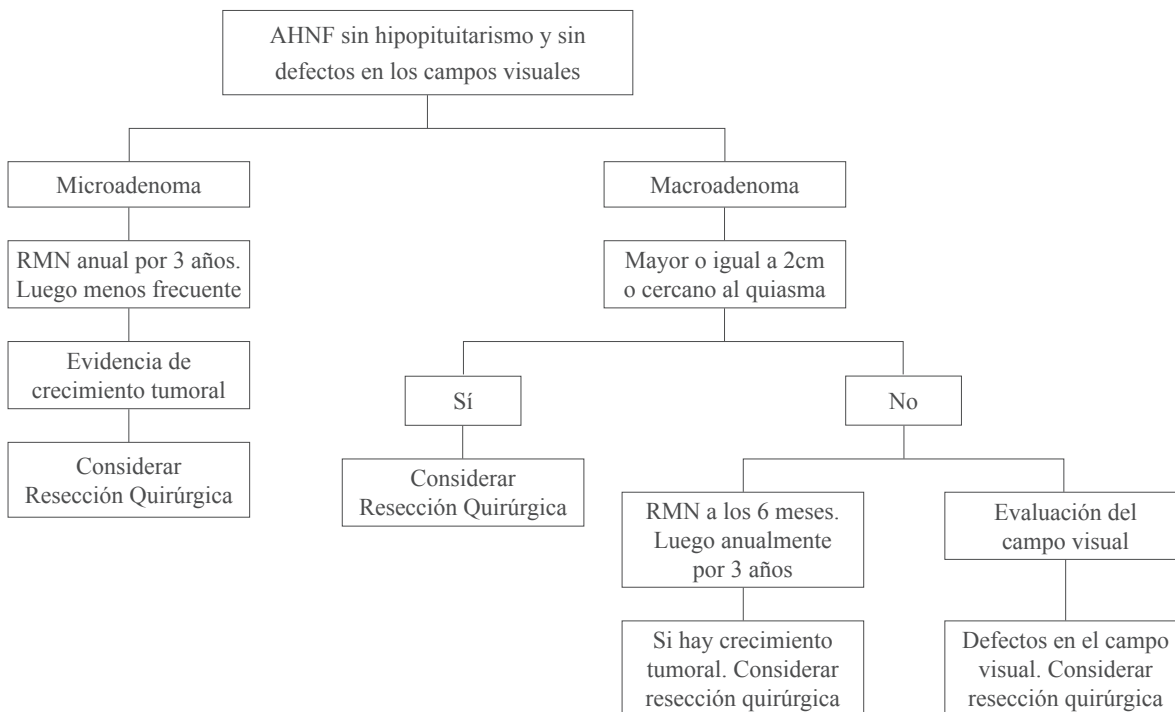 AHNF sin hipopituitarismo y sin
defectos en los campos visuales
Microadenoma
Macroadenoma
RMN anual por 3 años.
Luego menos frecuente
Mayor o igual a 2cm
o cercano al quiasma
Evidencia de
crecimiento tumoral
Sí
No
Considerar
Resección Quirúrgica
Considerar
Resección Quirúrgica
RMN a los 6 meses.
Luego anualmente
por 3 años
Evaluación del
campo visual
Si hay crecimiento
tumoral. Considerar
resección quirúrgica
Defectos en el campo
visual. Considerar
resección quirúrgica